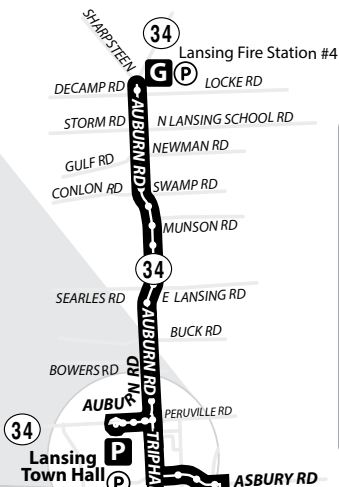 SHARPSTEEN
34
Lansing Fire Station #4
G P
DECAMP RD
LOCKE RD
AUBURN RD
STORM RD
N LANSING SCHOOL RD
NEWMAN RD
GULF RD
CONLON RD
SWAMP RD
MUNSON RD
34
SEARLES RD
E LANSING RD
AUBURN RD
BUCK RD
BOWERS RD
AUBURN RD
PERUVILLE RD
34
P
Lansing
Town Hall
P
TRIPHA
ASBURY RD